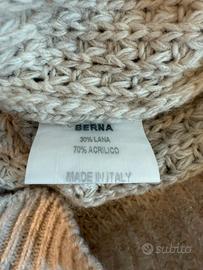 BERNA
30% LANA
70% ACRILICO
MADE IN ITALY
subito